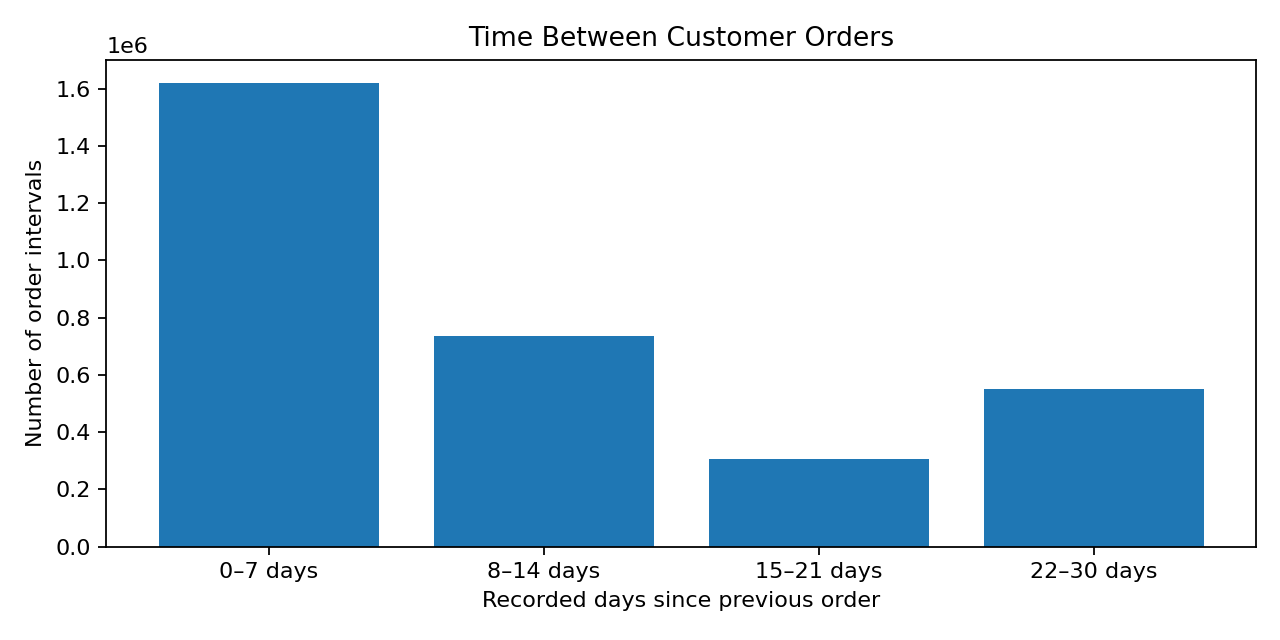 Time Between Customer Orders
1e6
Number of order intervals
1.6
1.4
1.2
1.0
0.8
0.6
0.4
0.2
0.0
0–7 days
8–14 days
15–21 days
22–30 days
Recorded days since previous order